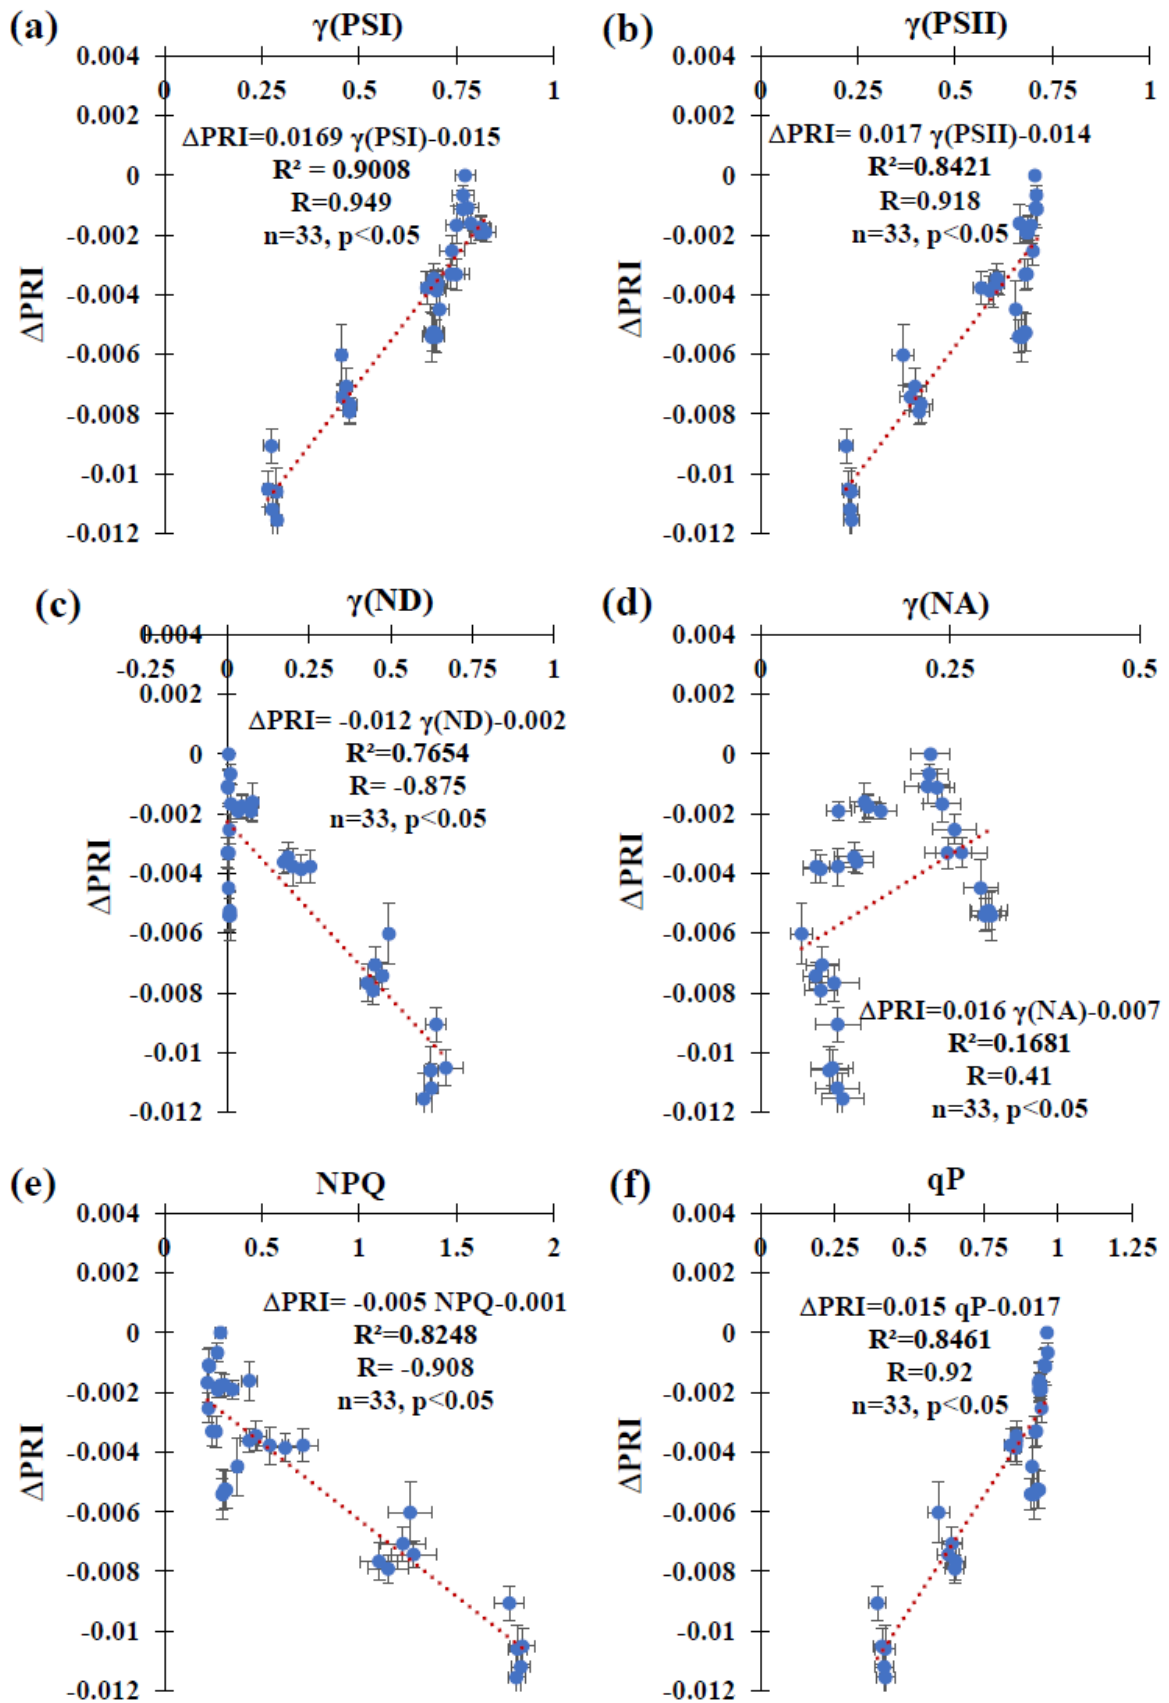 (a)
γ(PSI)
0.004
0 0.25 0.5 0.75 1
0.002
ΔPRI=0.0169 γ(PSI)-0.015
R² = 0.9008
R=0.949
n=33, p<0.05
0
-0.002
-0.004
-0.006
-0.008
-0.01
-0.012
ΔPRI
(b)
γ(PSII)
0.004
0 0.25 0.5 0.75 1
0.002
ΔPRI= 0.017 γ(PSII)-0.014
R²=0.8421
R=0.918
n=33, p<0.05
0
-0.002
-0.004
-0.006
-0.008
-0.01
-0.012
ΔPRI
(c)
γ(ND)
0.004
-0.25 0 0.25 0.5 0.75 1
0.002
ΔPRI= -0.012 γ(ND)-0.002
R²=0.7654
R= -0.875
n=33, p<0.05
0
-0.002
-0.004
-0.006
-0.008
-0.01
-0.012
ΔPRI
(d)
γ(NA)
0.004
0 0.25 0.5
0.002
0
-0.002
-0.004
-0.006
-0.008
-0.01
-0.012
ΔPRI
ΔPRI=0.016 γ(NA)-0.007
R²=0.1681
R=0.41
n=33, p<0.05
(e)
NPQ
0.004
0 0.5 1 1.5 2
0.002
ΔPRI= -0.005 NPQ-0.001
R²=0.8248
R= -0.908
n=33, p<0.05
0
-0.002
-0.004
-0.006
-0.008
-0.01
-0.012
ΔPRI
(f)
qP
0.004
0 0.25 0.5 0.75 1 1.25
0.002
ΔPRI=0.015 qP-0.017
R²=0.8461
R=0.92
n=33, p<0.05
0
-0.002
-0.004
-0.006
-0.008
-0.01
-0.012
ΔPRI